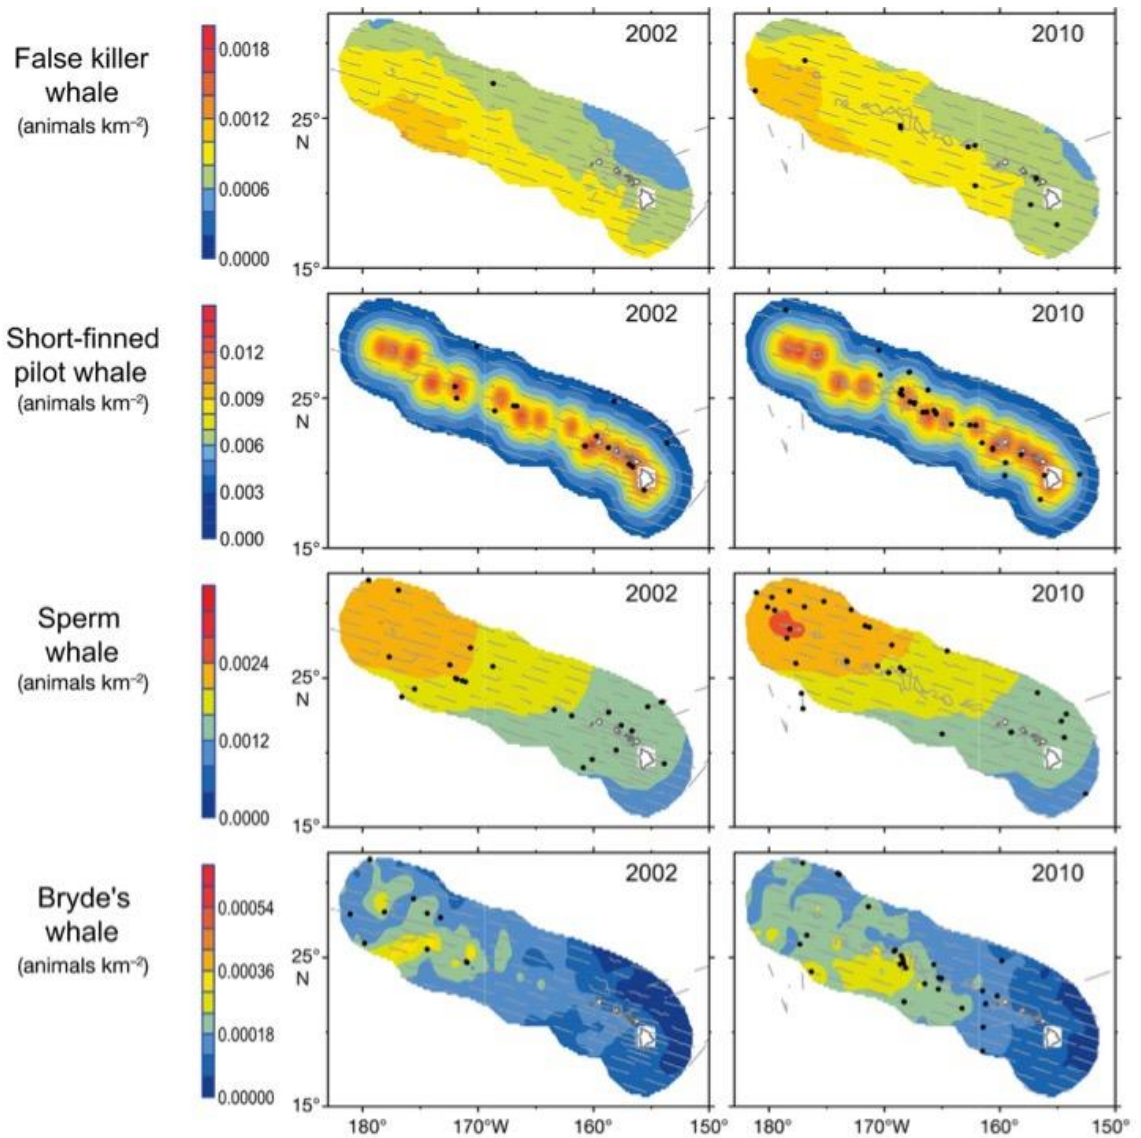 False killer
whale
(animals km⁻²)
0.0018
0.0012
0.0006
0.0000
2002
2010
25°
N
15°
Short-finned
pilot whale
(animals km⁻²)
0.012
0.009
0.006
0.003
0.000
2002
2010
25°
N
15°
Sperm
whale
(animals km⁻²)
0.0024
0.0012
0.0000
2002
2010
25°
N
15°
Bryde's
whale
(animals km⁻²)
0.00054
0.00036
0.00018
0.00000
2002
2010
25°
N
15°
180° 170°W 160° 150° 180° 170°W 160° 150°